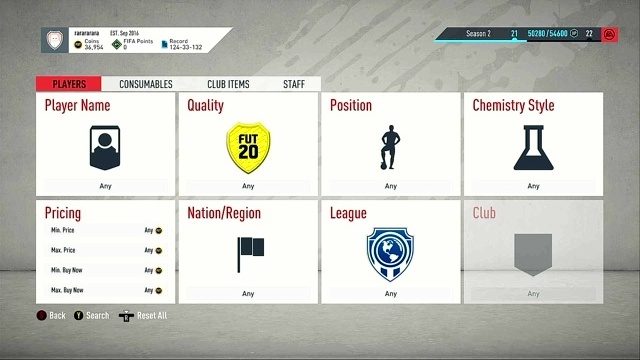 rarararara EST. Sep 2016
Coins 36,954 FIFA Points 0 Record 124-33-132
Season 2 21 50280 / 54600 22
PLAYERS CONSUMABLES CLUB ITEMS STAFF
Player Name Quality Position Chemistry Style
FUT 20
Any Any Any Any
Pricing Nation/Region League Club
Min. Price Any
Max. Price Any
Min. Buy Now Any
Max. Buy Now Any
Any Any Any
Back Y Search R Reset All